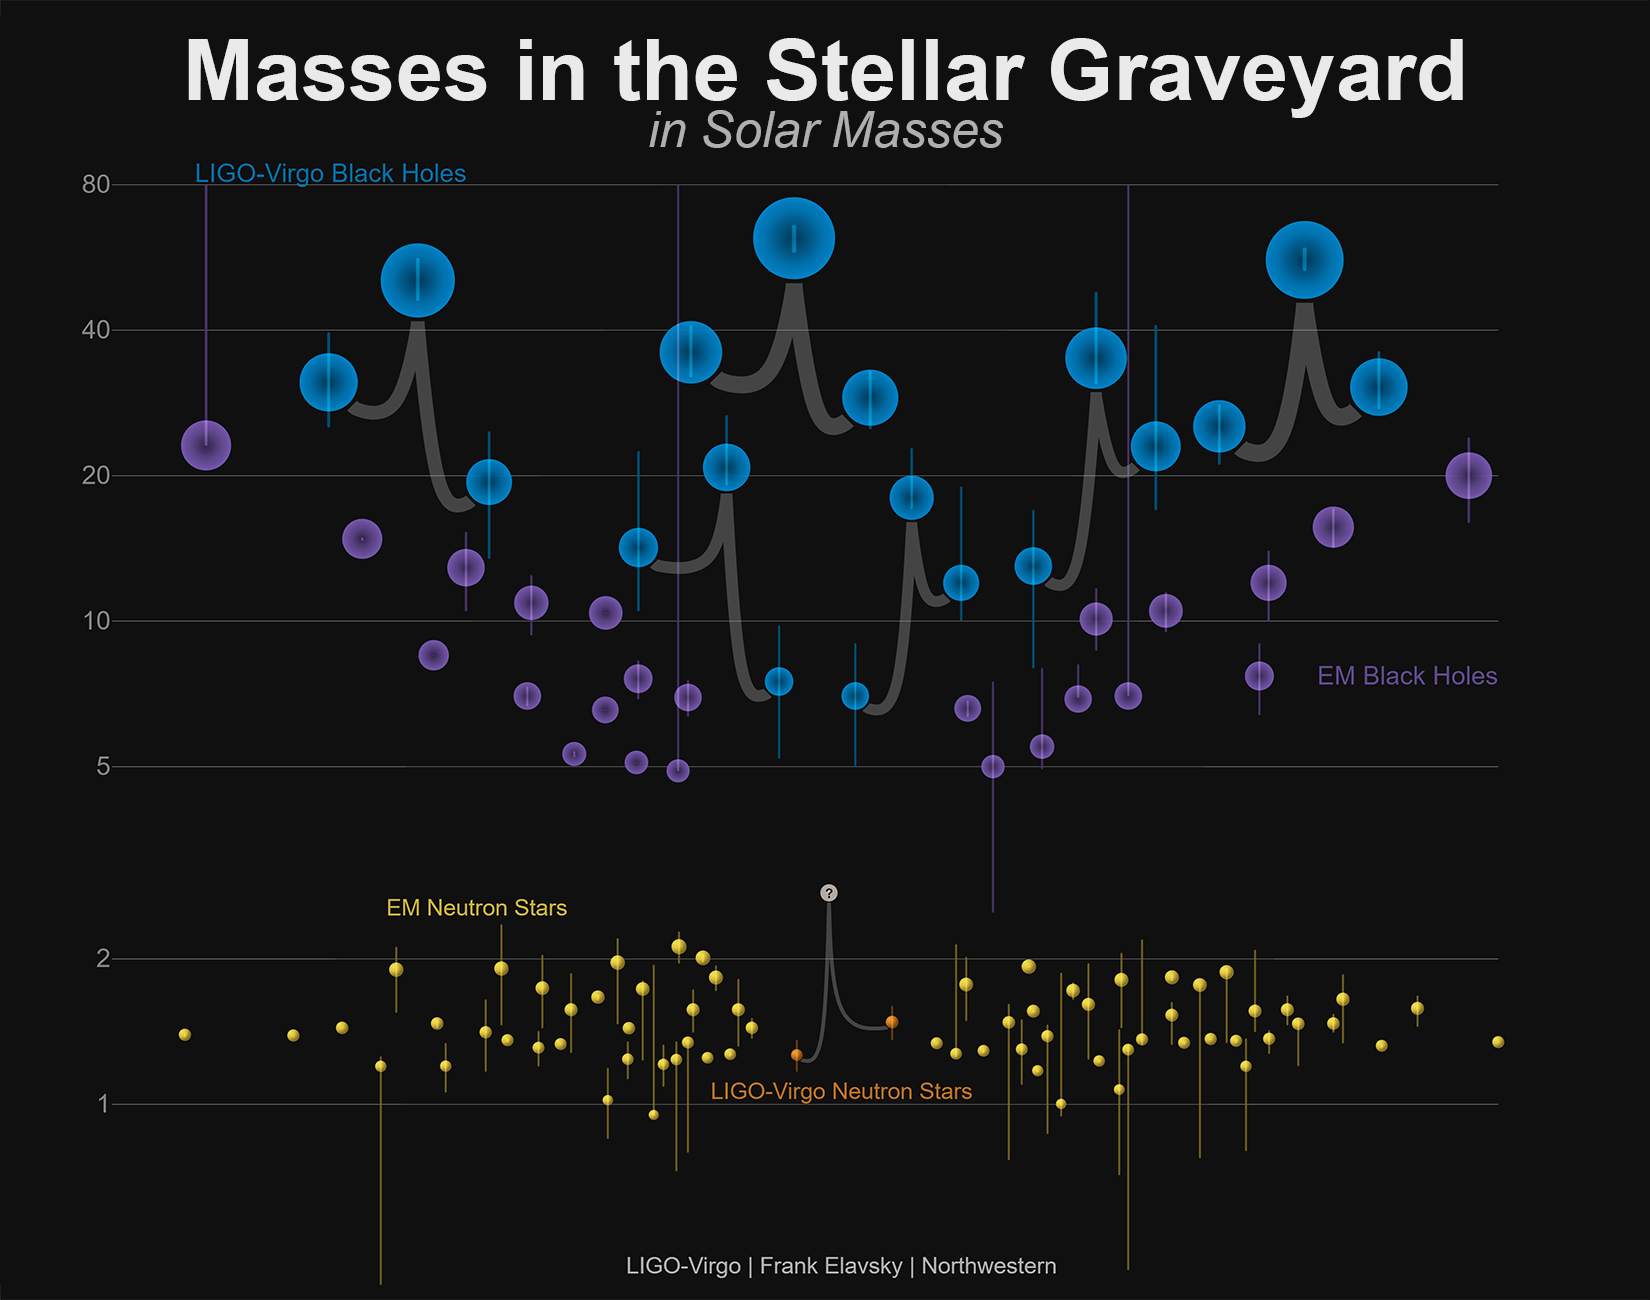 Masses in the Stellar Graveyard
in Solar Masses
LIGO-Virgo Black Holes
80
40
20
10
EM Black Holes
5
?
EM Neutron Stars
2
LIGO-Virgo Neutron Stars
1
LIGO-Virgo | Frank Elavsky | Northwestern